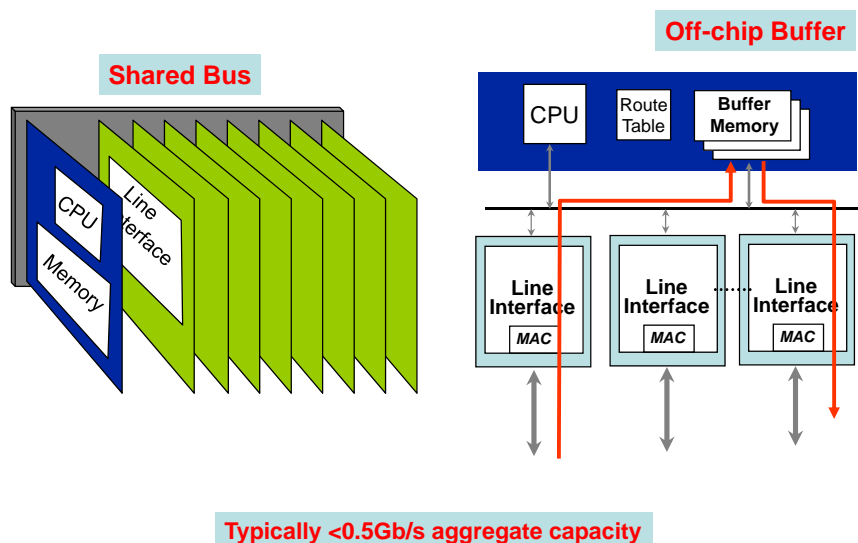 Off-chip Buffer
Shared Bus
CPU
Memory
Line
Interface
CPU
Route
Table
Buffer
Memory
Line
Interface
MAC
Line
Interface
MAC
.......
Line
Interface
MAC
Typically <0.5Gb/s aggregate capacity